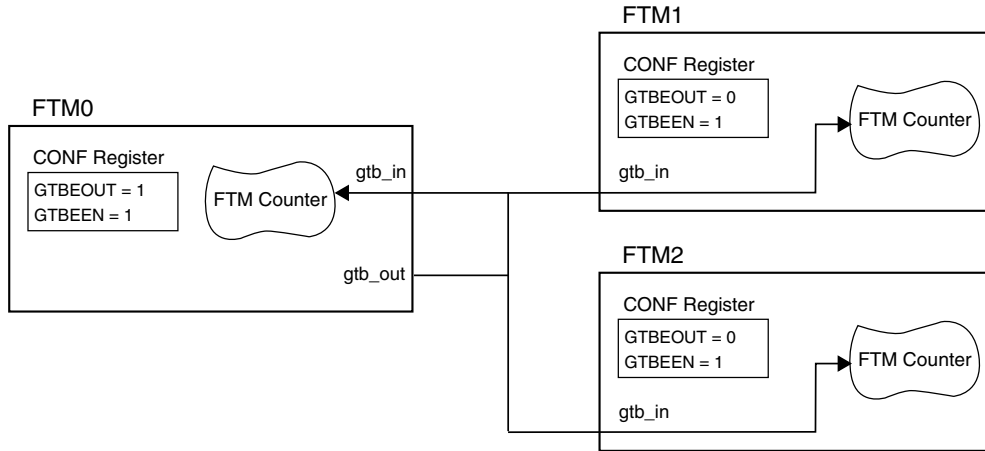 FTM0
CONF Register
GTBEOUT = 1
GTBEEN = 1
FTM Counter
gtb_in
gtb_out
FTM1
CONF Register
GTBEOUT = 0
GTBEEN = 1
FTM Counter
gtb_in
FTM2
CONF Register
GTBEOUT = 0
GTBEEN = 1
FTM Counter
gtb_in